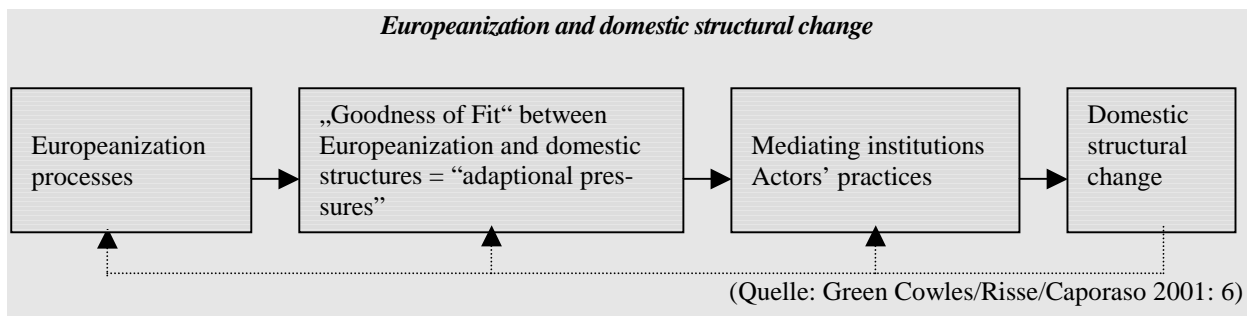 Europeanization and domestic structural change
Europeanization
processes
„Goodness of Fit“ between
Europeanization and domestic
structures = “adaptional pres-
sures”
Mediating institutions
Actors’ practices
Domestic
structural
change
(Quelle: Green Cowles/Risse/Caporaso 2001: 6)